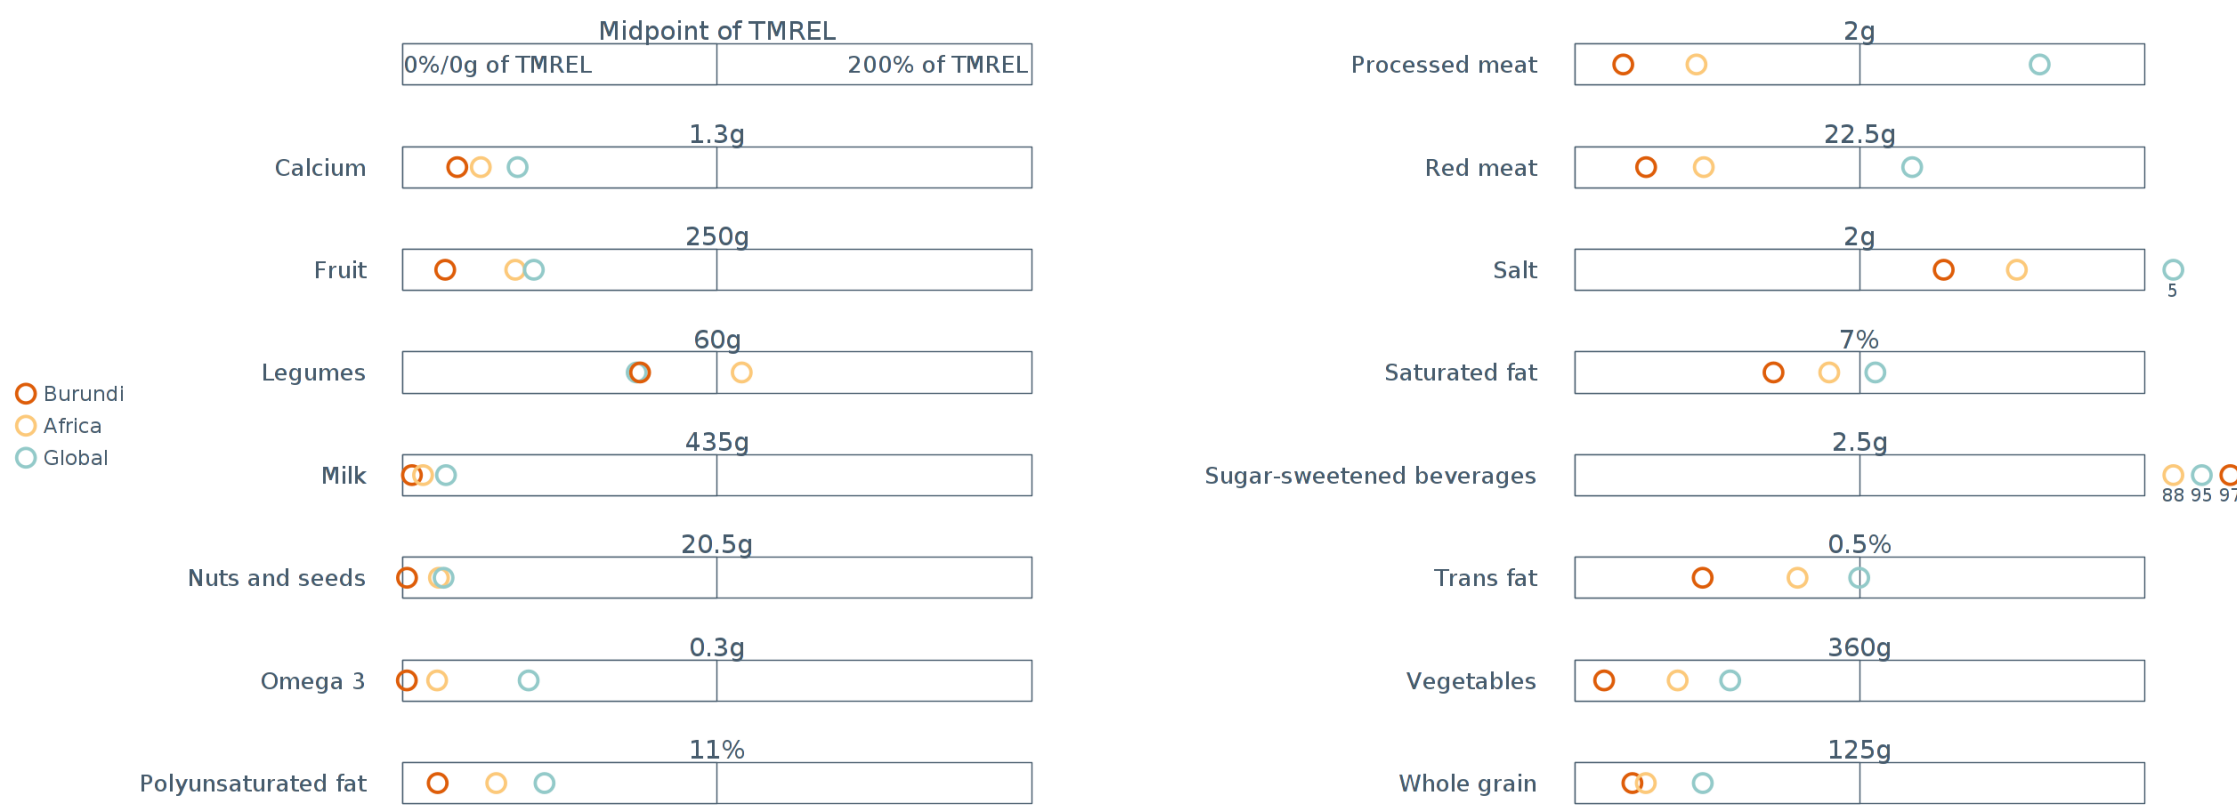 Midpoint of TMREL
0%/0g of TMREL 200% of TMREL
1.3g
Calcium
250g
Fruit
60g
Legumes
435g
Milk
20.5g
Nuts and seeds
0.3g
Omega 3
11%
Polyunsaturated fat
Burundi
Africa
Global
2g
Processed meat
22.5g
Red meat
2g
Salt
5
7%
Saturated fat
2.5g
Sugar-sweetened beverages
88 95 97
0.5%
Trans fat
360g
Vegetables
125g
Whole grain